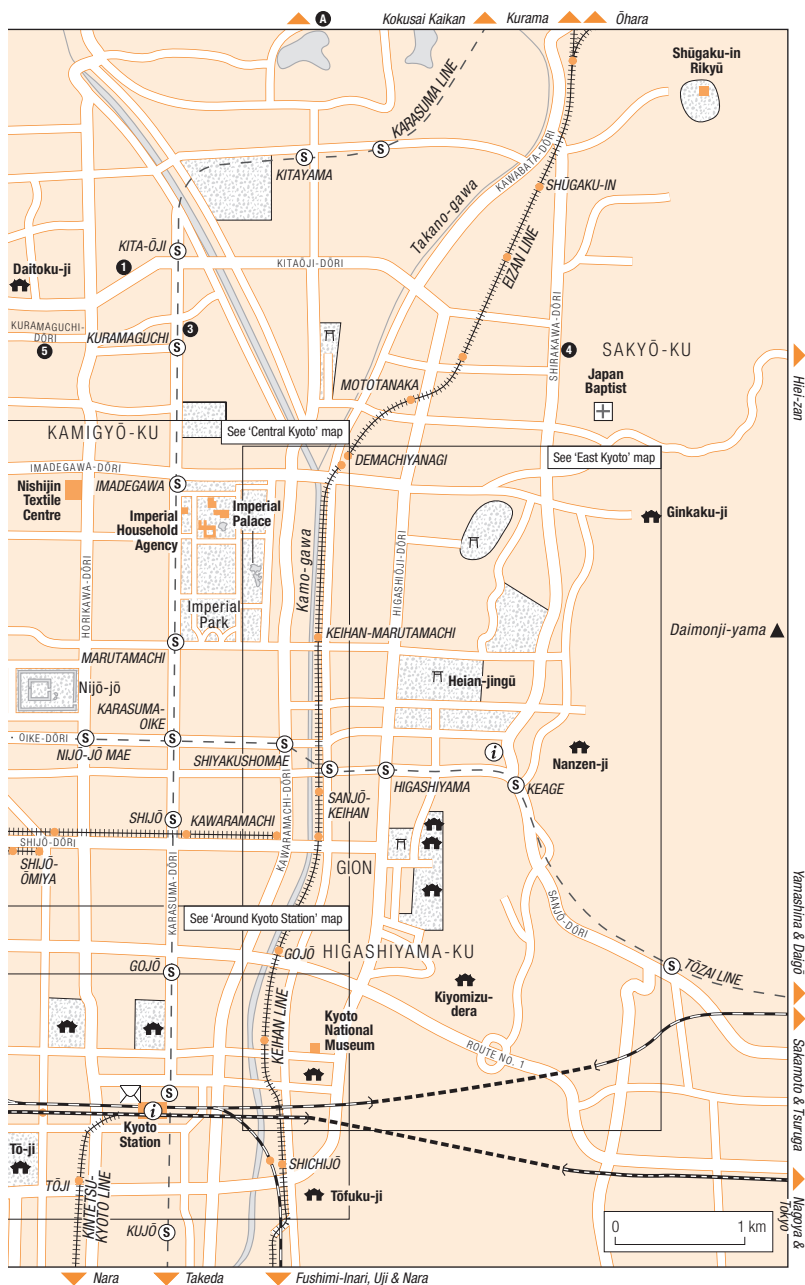 A
Kokusai Kaikan
Kurama
Ōhara
Shūgaku-in
Rikyū
KARASUMA LINE
S
S
KITAYAMA
KAWABATA-DŌRI
Takano-gawa
SHŪGAKU-IN
KITA-ŌJI
S
EIZAN LINE
Daitoku-ji
1
KITAŌJI-DŌRI
KURAMAGUCHI-
DŌRI
5
KURAMAGUCHI
3
S
SHIRAKAWA-DŌRI
4
SAKYŌ-KU
Hiei-zan
Japan
Baptist
MOTOTANAKA
KAMIGYŌ-KU
See 'Central Kyoto' map
See 'East Kyoto' map
IMADEGAWA-DŌRI
DEMACHIYANAGI
Nishijin
Textile
Centre
IMADEGAWA
S
Imperial
Household
Agency
Imperial
Palace
Ginkaku-ji
HORIKAWA-DŌRI
Kamo-gawa
HIGASHIŌJI-DŌRI
Imperial
Park
KEIHAN-MARUTAMACHI
Daimonji-yama
MARUTAMACHI
S
Nijō-jō
Heian-jingū
KARASUMA-
OIKE
OIKE-DŌRI
S
S
S
NIJŌ-JŌ MAE
SHIYAKUSHOMAE
i
Nanzen-ji
S
S
HIGASHIYAMA
S
KEAGE
SANJŌ-
KEIHAN
SHIJŌ
S
KAWARAMACHI
KAWARAMACHI-DŌRI
SHIJŌ-DŌRI
SHIJŌ-
ŌMIYA
GION
KARASUMA-DŌRI
SANJŌ-DŌRI
Yamashina & Daigō
See 'Around Kyoto Station' map
GOJŌ
HIGASHIYAMA-KU
GOJŌ
S
S
TŌZAI LINE
Kiyomizu-
dera
KEIHAN LINE
Kyoto
National
Museum
ROUTE NO. 1
Sakamoto & Tsuruga
S
i
Kyoto
Station
Tō-ji
TŌJI
KINTETSU-
KYOTO LINE
SHICHIJŌ
Tōfuku-ji
Nagoya &
Tokyo
KUJŌ
S
0
1 km
Nara
Takeda
Fushimi-Inari, Uji & Nara